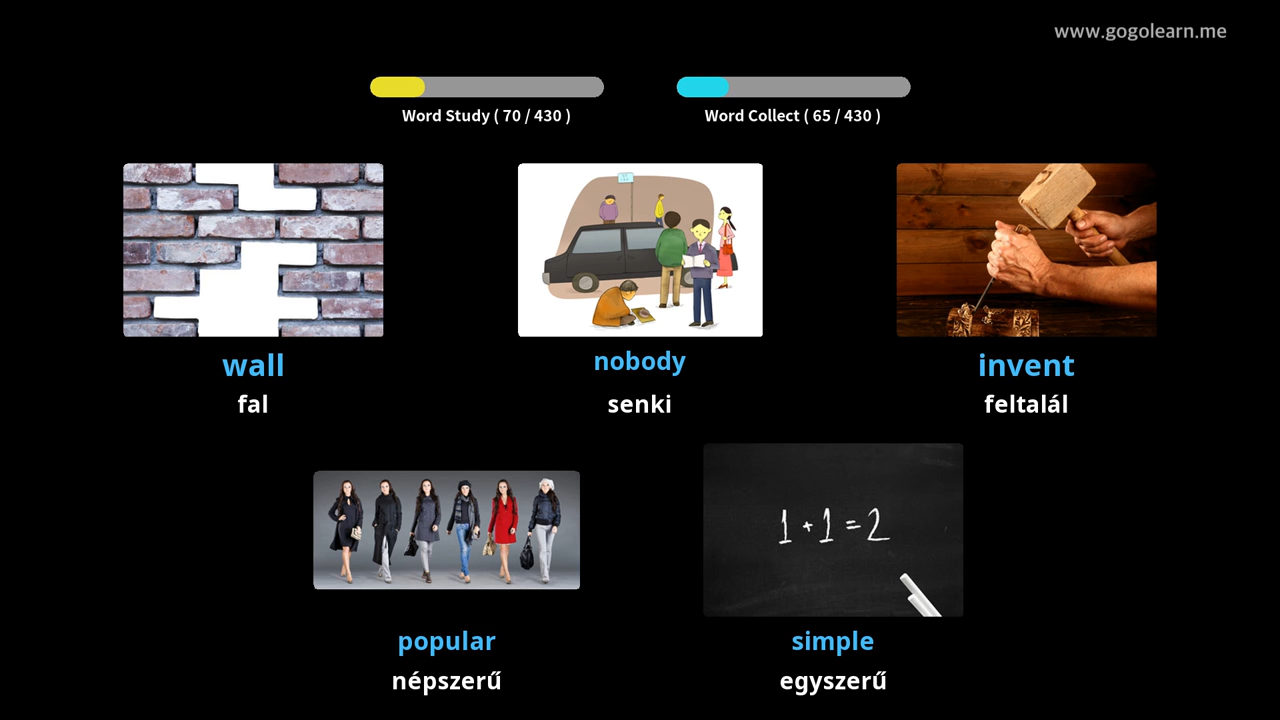 www.gogolearn.me
Word Study ( 70 / 430 )
Word Collect ( 65 / 430 )
wall
nobody
invent
fal
senki
feltalál
1 + 1 = 2
popular
simple
népszerű
egyszerű